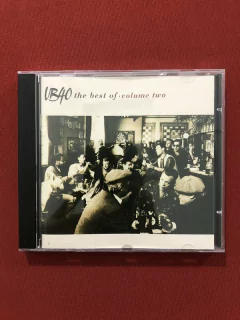 UB40 the best of · volume two